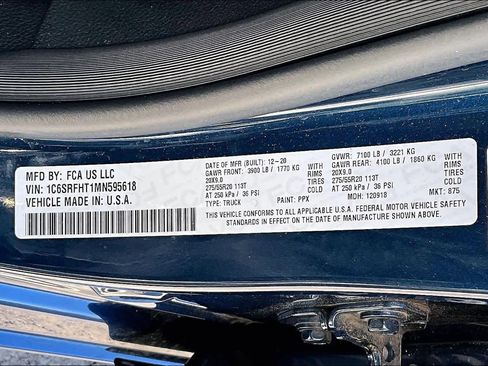 MFD BY: FCA US LLC
VIN: 1C6SRFHT1MN595618
VEHICLE MADE IN: U.S.A.
DATE OF MFR (BUILT): 12-20 GVWR: 7100 LB / 3221 KG
GAWR FRONT: 3900 LB / 1770 KG WITH GAWR REAR: 4100 LB / 1860 KG WITH
20X9.0 RIMS 20X9.0 RIMS
275/55R20 113T TIRES 275/55R20 113T TIRES
AT 250 kPa / 36 PSI COLD AT 250 kPa / 36 PSI COLD
TYPE: TRUCK PAINT: PPX MDH: 120918 MKT: 875
THIS VEHICLE CONFORMS TO ALL APPLICABLE U.S.A. FEDERAL MOTOR VEHICLE SAFETY
STANDARDS IN EFFECT ON THE DATE OF MANUFACTURE SHOWN ABOVE.